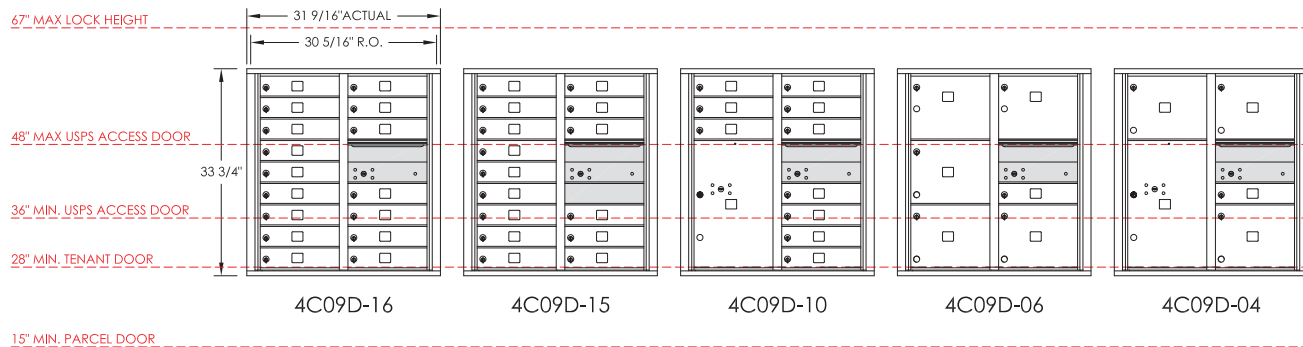 67" MAX LOCK HEIGHT
31 9/16"ACTUAL
30 5/16" R.O.
48" MAX USPS ACCESS DOOR
33 3/4"
36" MIN. USPS ACCESS DOOR
28" MIN. TENANT DOOR
4C09D-16
4C09D-15
4C09D-10
4C09D-06
4C09D-04
15" MIN. PARCEL DOOR